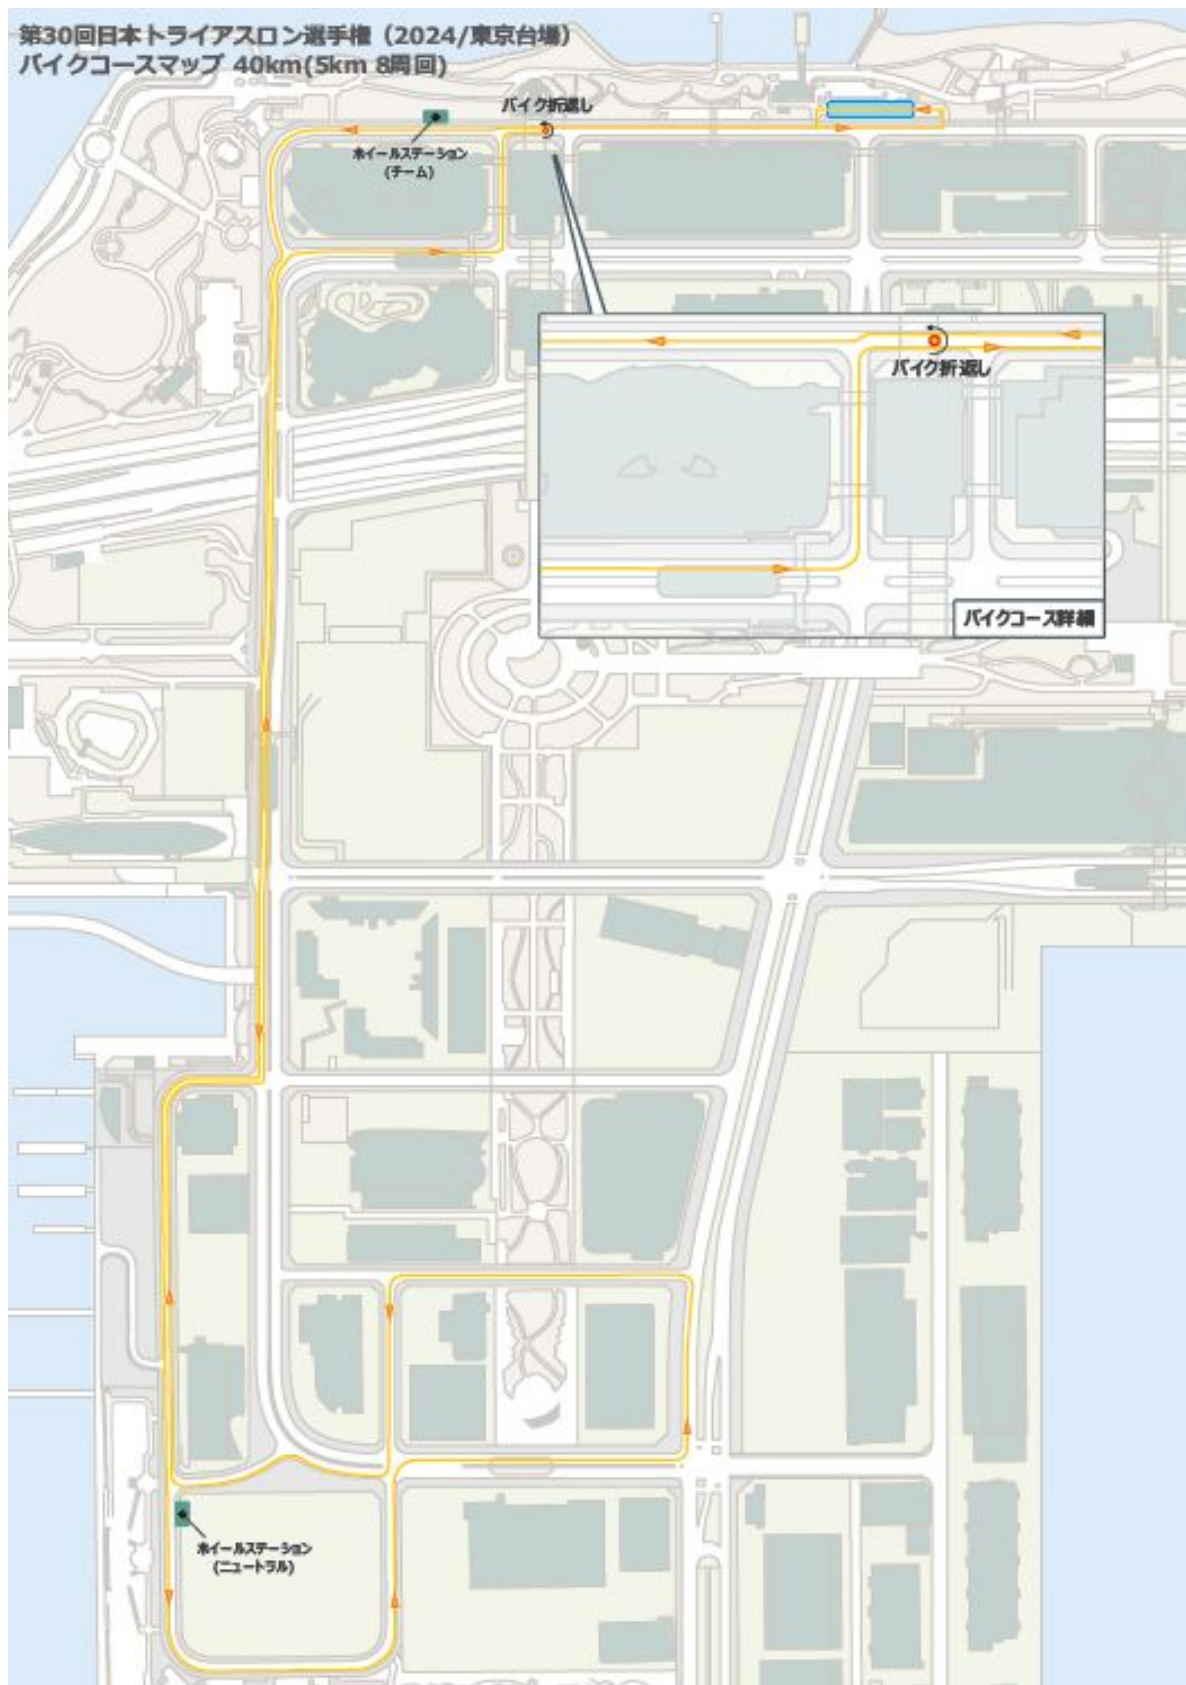 第30回日本トライアスロン選手権（2024/東京台場）
バイクコースマップ 40km(5km 8周回)
バイク折返し
ホイールステーション
(チーム)
バイク折返し
バイクコース詳細
ホイールステーション
(ニュートラル)